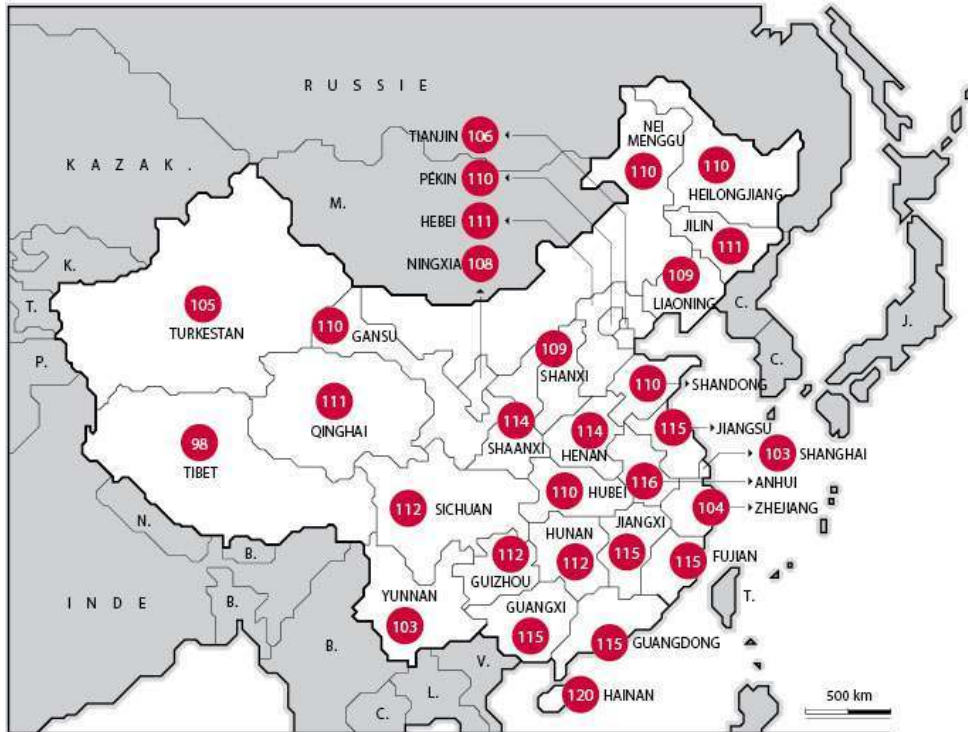 RUSSIE
KAZAK.
M.
K.
T.
P.
N.
B.
B.
B.
INDE
C.
L.
V.
T.
C.
C.
J.
TIANJIN 106
PÉKIN 110
HEBEI 111
NINGXIA 108
NEI
MENGGU
110
110
HEILONGJIANG
JILIN
111
109
LIAONING
105
TURKESTAN
110 GANSU
109
SHANXI
110 SHANDONG
111
QINGHAI
114
SHAANXI
114
HENAN
115 JIANGSU
103 SHANGHAI
98
TIBET
116 ANHUI
112 SICHUAN
110 HUBEI
104 ZHEJIANG
JIANGXI
115
HUNAN
112
112
GUIZHOU
115 FUJIAN
YUNNAN
103
GUANGXI
115
115 GUANGDONG
120 HAINAN
500 km